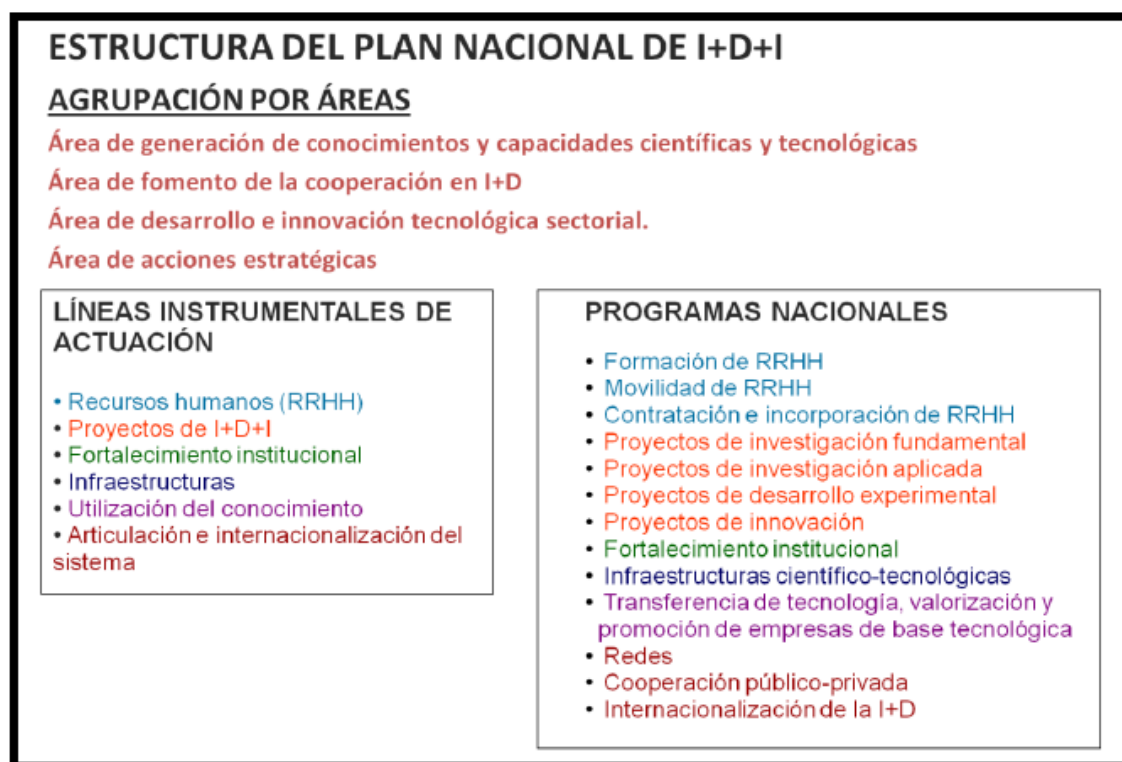 ESTRUCTURA DEL PLAN NACIONAL DE I+D+I
AGRUPACIÓN POR ÁREAS
Área de generación de conocimientos y capacidades científicas y tecnológicas
Área de fomento de la cooperación en I+D
Área de desarrollo e innovación tecnológica sectorial.
Área de acciones estratégicas
LÍNEAS INSTRUMENTALES DE
ACTUACIÓN
• Recursos humanos (RRHH)
• Proyectos de I+D+I
• Fortalecimiento institucional
• Infraestructuras
• Utilización del conocimiento
• Articulación e internacionalización del
sistema
PROGRAMAS NACIONALES
• Formación de RRHH
• Movilidad de RRHH
• Contratación e incorporación de RRHH
• Proyectos de investigación fundamental
• Proyectos de investigación aplicada
• Proyectos de desarrollo experimental
• Proyectos de innovación
• Fortalecimiento institucional
• Infraestructuras científico-tecnológicas
• Transferencia de tecnología, valorización y
promoción de empresas de base tecnológica
• Redes
• Cooperación público-privada
• Internacionalización de la I+D